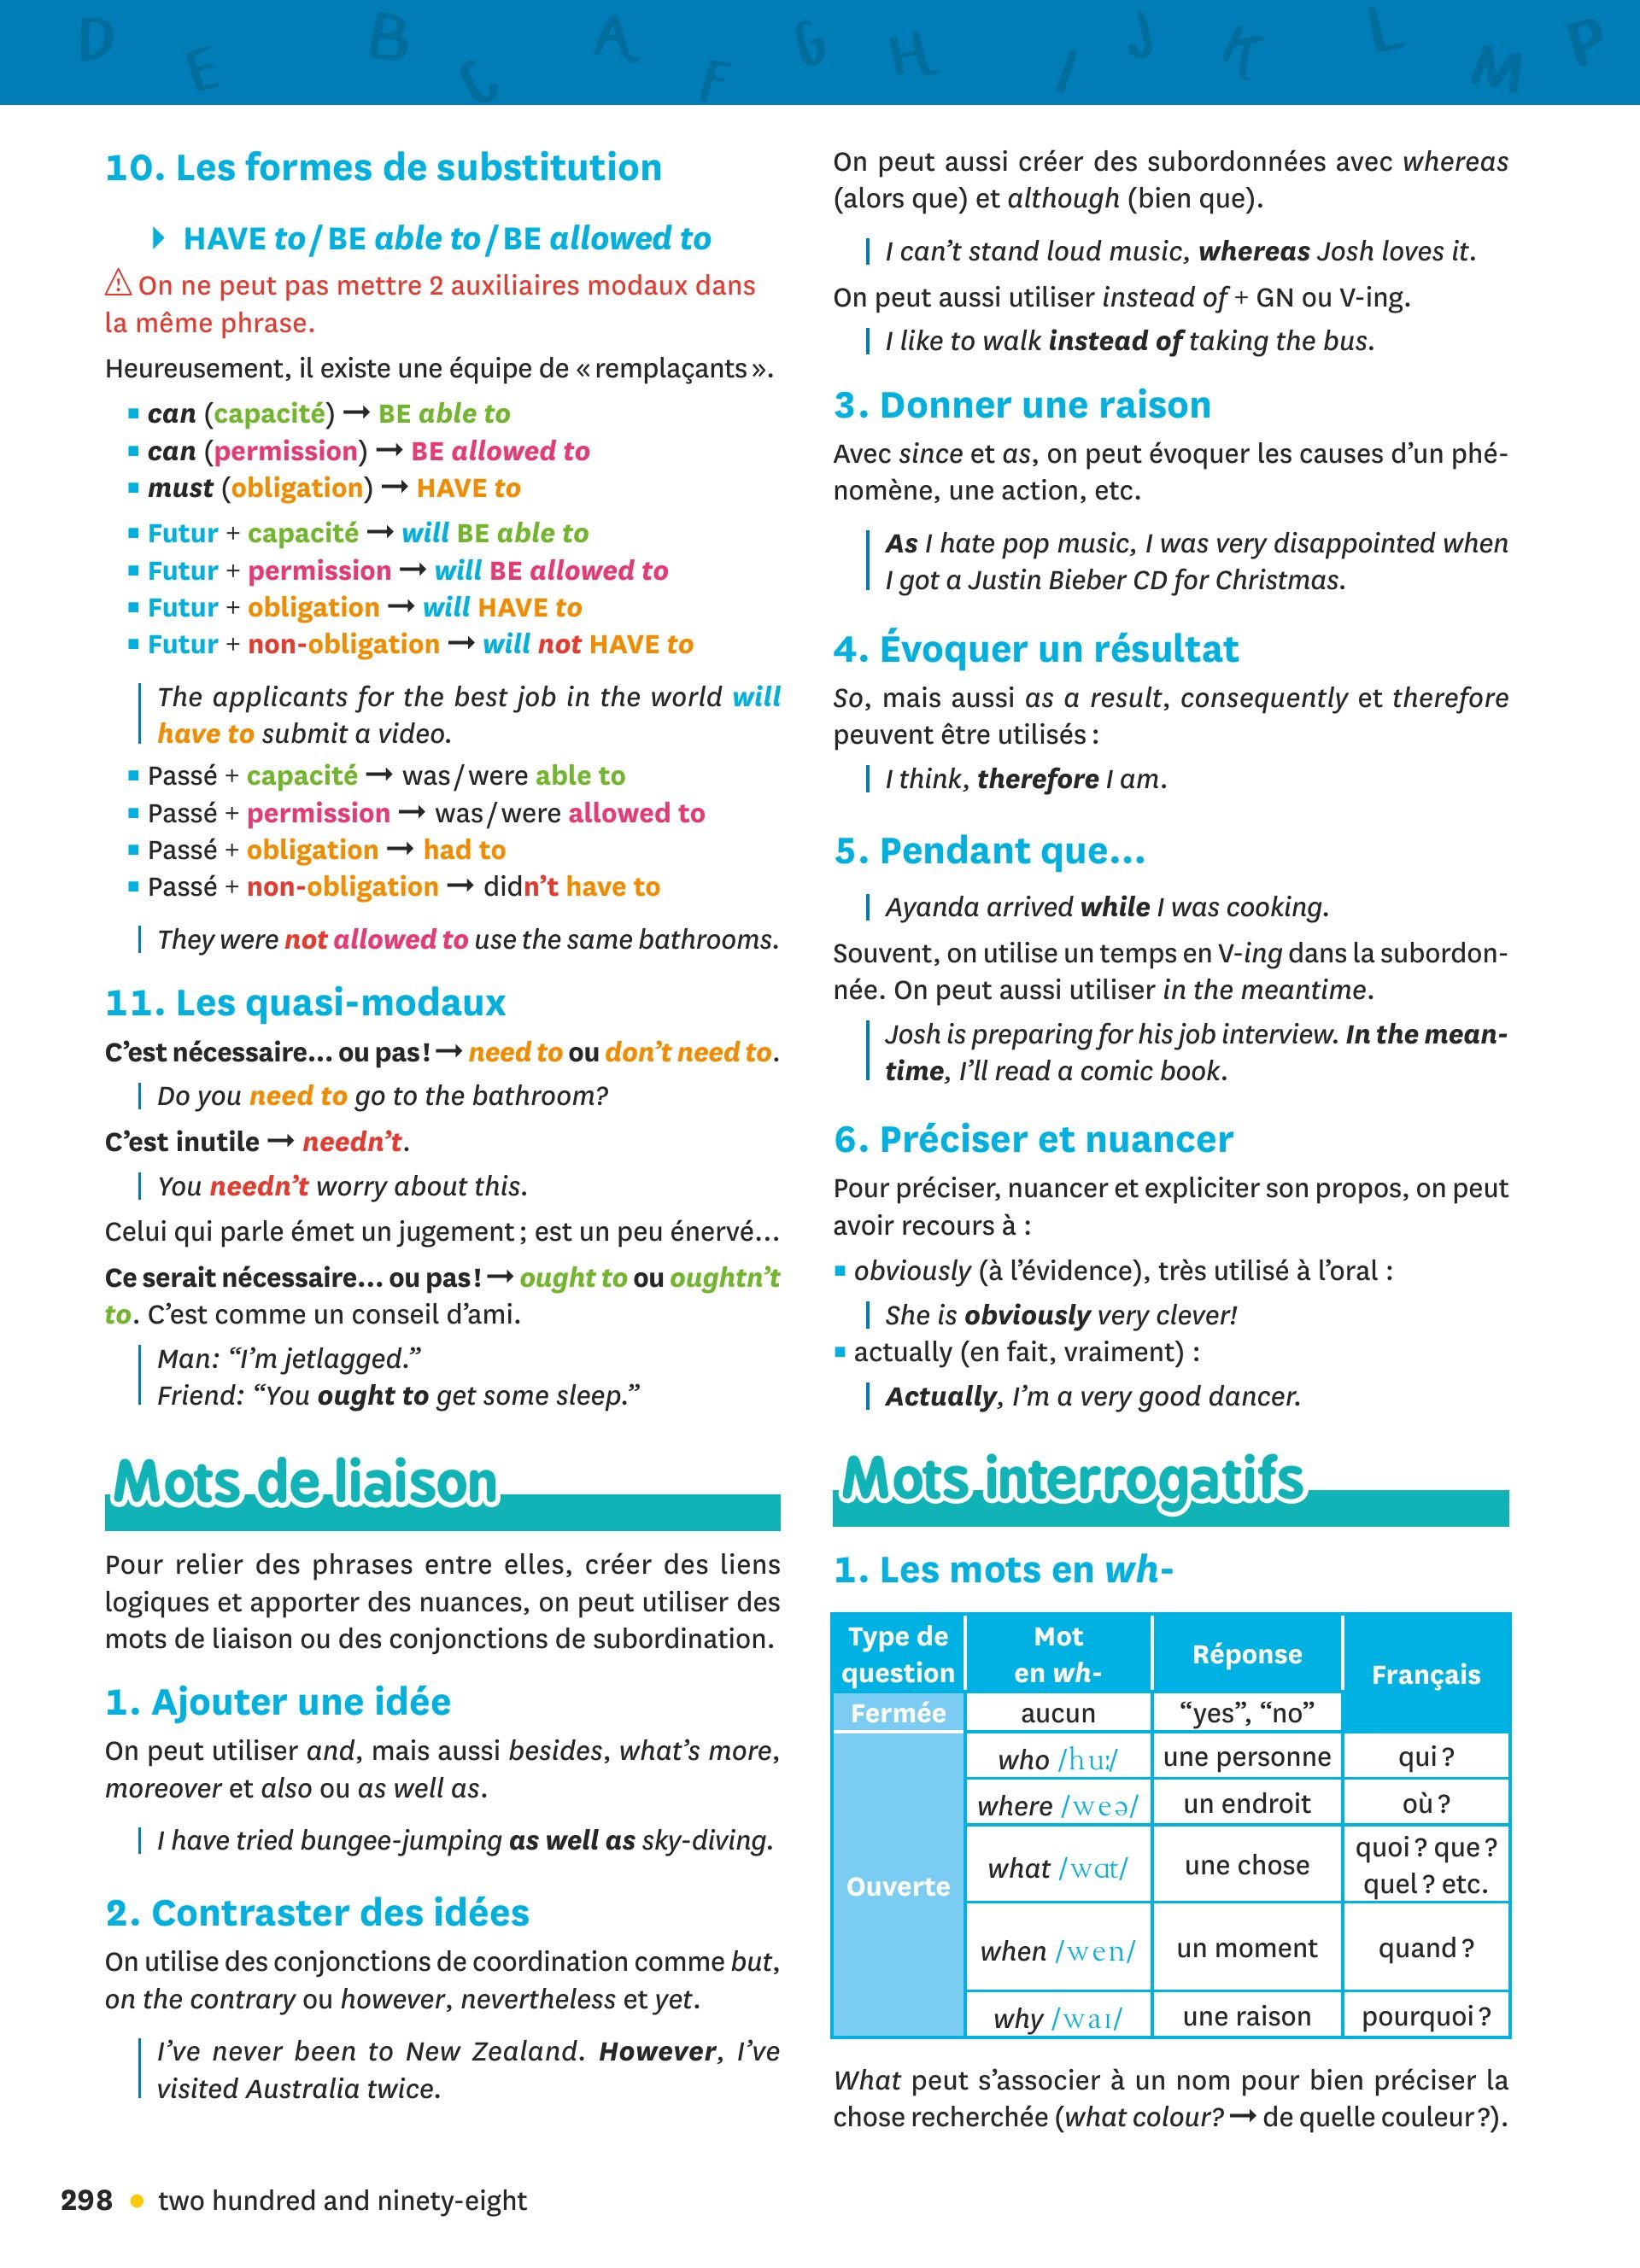 D E B C A F G H I J K L M P
10. Les formes de substitution
HAVE to / BE able to / BE allowed to
⚠ On ne peut pas mettre 2 auxiliaires modaux dans
la même phrase.
Heureusement, il existe une équipe de « remplaçants ».
▪ can (capacité) → BE able to
▪ can (permission) → BE allowed to
▪ must (obligation) → HAVE to
▪ Futur + capacité → will BE able to
▪ Futur + permission → will BE allowed to
▪ Futur + obligation → will HAVE to
▪ Futur + non-obligation → will not HAVE to
The applicants for the best job in the world will
have to submit a video.
▪ Passé + capacité → was / were able to
▪ Passé + permission → was / were allowed to
▪ Passé + obligation → had to
▪ Passé + non-obligation → didn't have to
They were not allowed to use the same bathrooms.
11. Les quasi-modaux
C'est nécessaire... ou pas ! → need to ou don't need to.
Do you need to go to the bathroom?
C'est inutile → needn't.
You needn't worry about this.
Celui qui parle émet un jugement ; est un peu énervé...
Ce serait nécessaire... ou pas ! → ought to ou oughtn't
to. C'est comme un conseil d'ami.
Man: “I'm jetlagged.”
Friend: “You ought to get some sleep.”
Mots de liaison
Pour relier des phrases entre elles, créer des liens
logiques et apporter des nuances, on peut utiliser des
mots de liaison ou des conjonctions de subordination.
1. Ajouter une idée
On peut utiliser and, mais aussi besides, what's more,
moreover et also ou as well as.
I have tried bungee-jumping as well as sky-diving.
2. Contraster des idées
On utilise des conjonctions de coordination comme but,
on the contrary ou however, nevertheless et yet.
I've never been to New Zealand. However, I've
visited Australia twice.
On peut aussi créer des subordonnées avec whereas
(alors que) et although (bien que).
I can't stand loud music, whereas Josh loves it.
On peut aussi utiliser instead of + GN ou V-ing.
I like to walk instead of taking the bus.
3. Donner une raison
Avec since et as, on peut évoquer les causes d'un phé-
nomène, une action, etc.
As I hate pop music, I was very disappointed when
I got a Justin Bieber CD for Christmas.
4. Évoquer un résultat
So, mais aussi as a result, consequently et therefore
peuvent être utilisés :
I think, therefore I am.
5. Pendant que...
Ayanda arrived while I was cooking.
Souvent, on utilise un temps en V-ing dans la subordon-
née. On peut aussi utiliser in the meantime.
Josh is preparing for his job interview. In the mean-
time, I'll read a comic book.
6. Préciser et nuancer
Pour préciser, nuancer et expliciter son propos, on peut
avoir recours à :
▪ obviously (à l'évidence), très utilisé à l'oral :
She is obviously very clever!
▪ actually (en fait, vraiment) :
Actually, I'm a very good dancer.
Mots interrogatifs
1. Les mots en wh-
Type de question Mot en wh- Réponse Français
Fermée aucun “yes”, “no”
Ouverte
who /huː/ une personne qui ?
where /weə/ un endroit où ?
what /wɑt/ une chose quoi ? que ?
quel ? etc.
when /wen/ un moment quand ?
why /waɪ/ une raison pourquoi ?
What peut s'associer à un nom pour bien préciser la
chose recherchée (what colour? → de quelle couleur ?).
298 • two hundred and ninety-eight